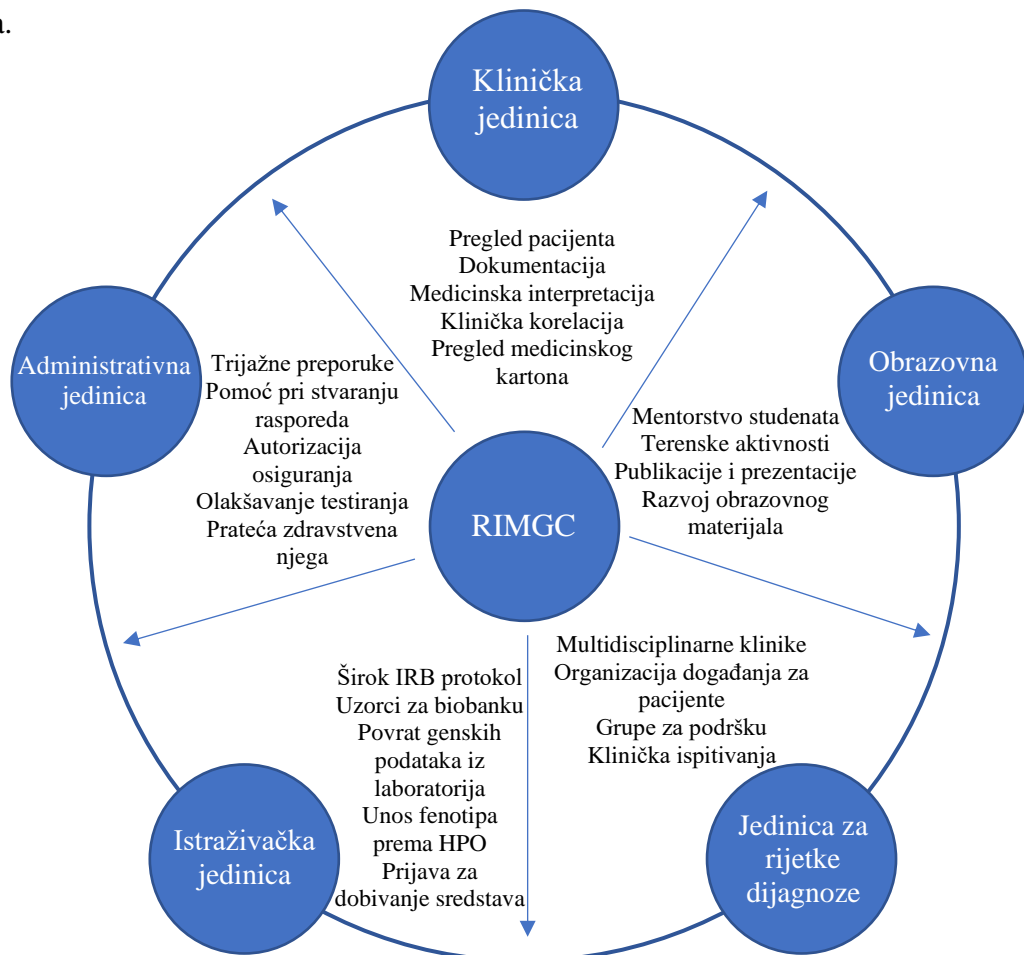 Klinička
jedinica
Pregled pacijenta
Dokumentacija
Medicinska interpretacija
Klinička korelacija
Pregled medicinskog
kartona
Administrativna
jedinica
Trijažne preporuke
Pomoć pri stvaranju
rasporeda
Autorizacija
osiguranja
Olakšavanje testiranja
Prateća zdravstvena
njega
Obrazovna
jedinica
Mentorstvo studenata
Terenske aktivnosti
Publikacije i prezentacije
Razvoj obrazovnog
materijala
RIMGC
Širok IRB protokol
Uzorci za biobanku
Povrat genskih
podataka iz
laboratorija
Unos fenotipa
prema HPO
Prijava za
dobivanje sredstava
Multidisciplinarne klinike
Organizacija događanja za
pacijente
Grupe za podršku
Klinička ispitivanja
Istraživačka
jedinica
Jedinica za
rijetke
dijagnoze